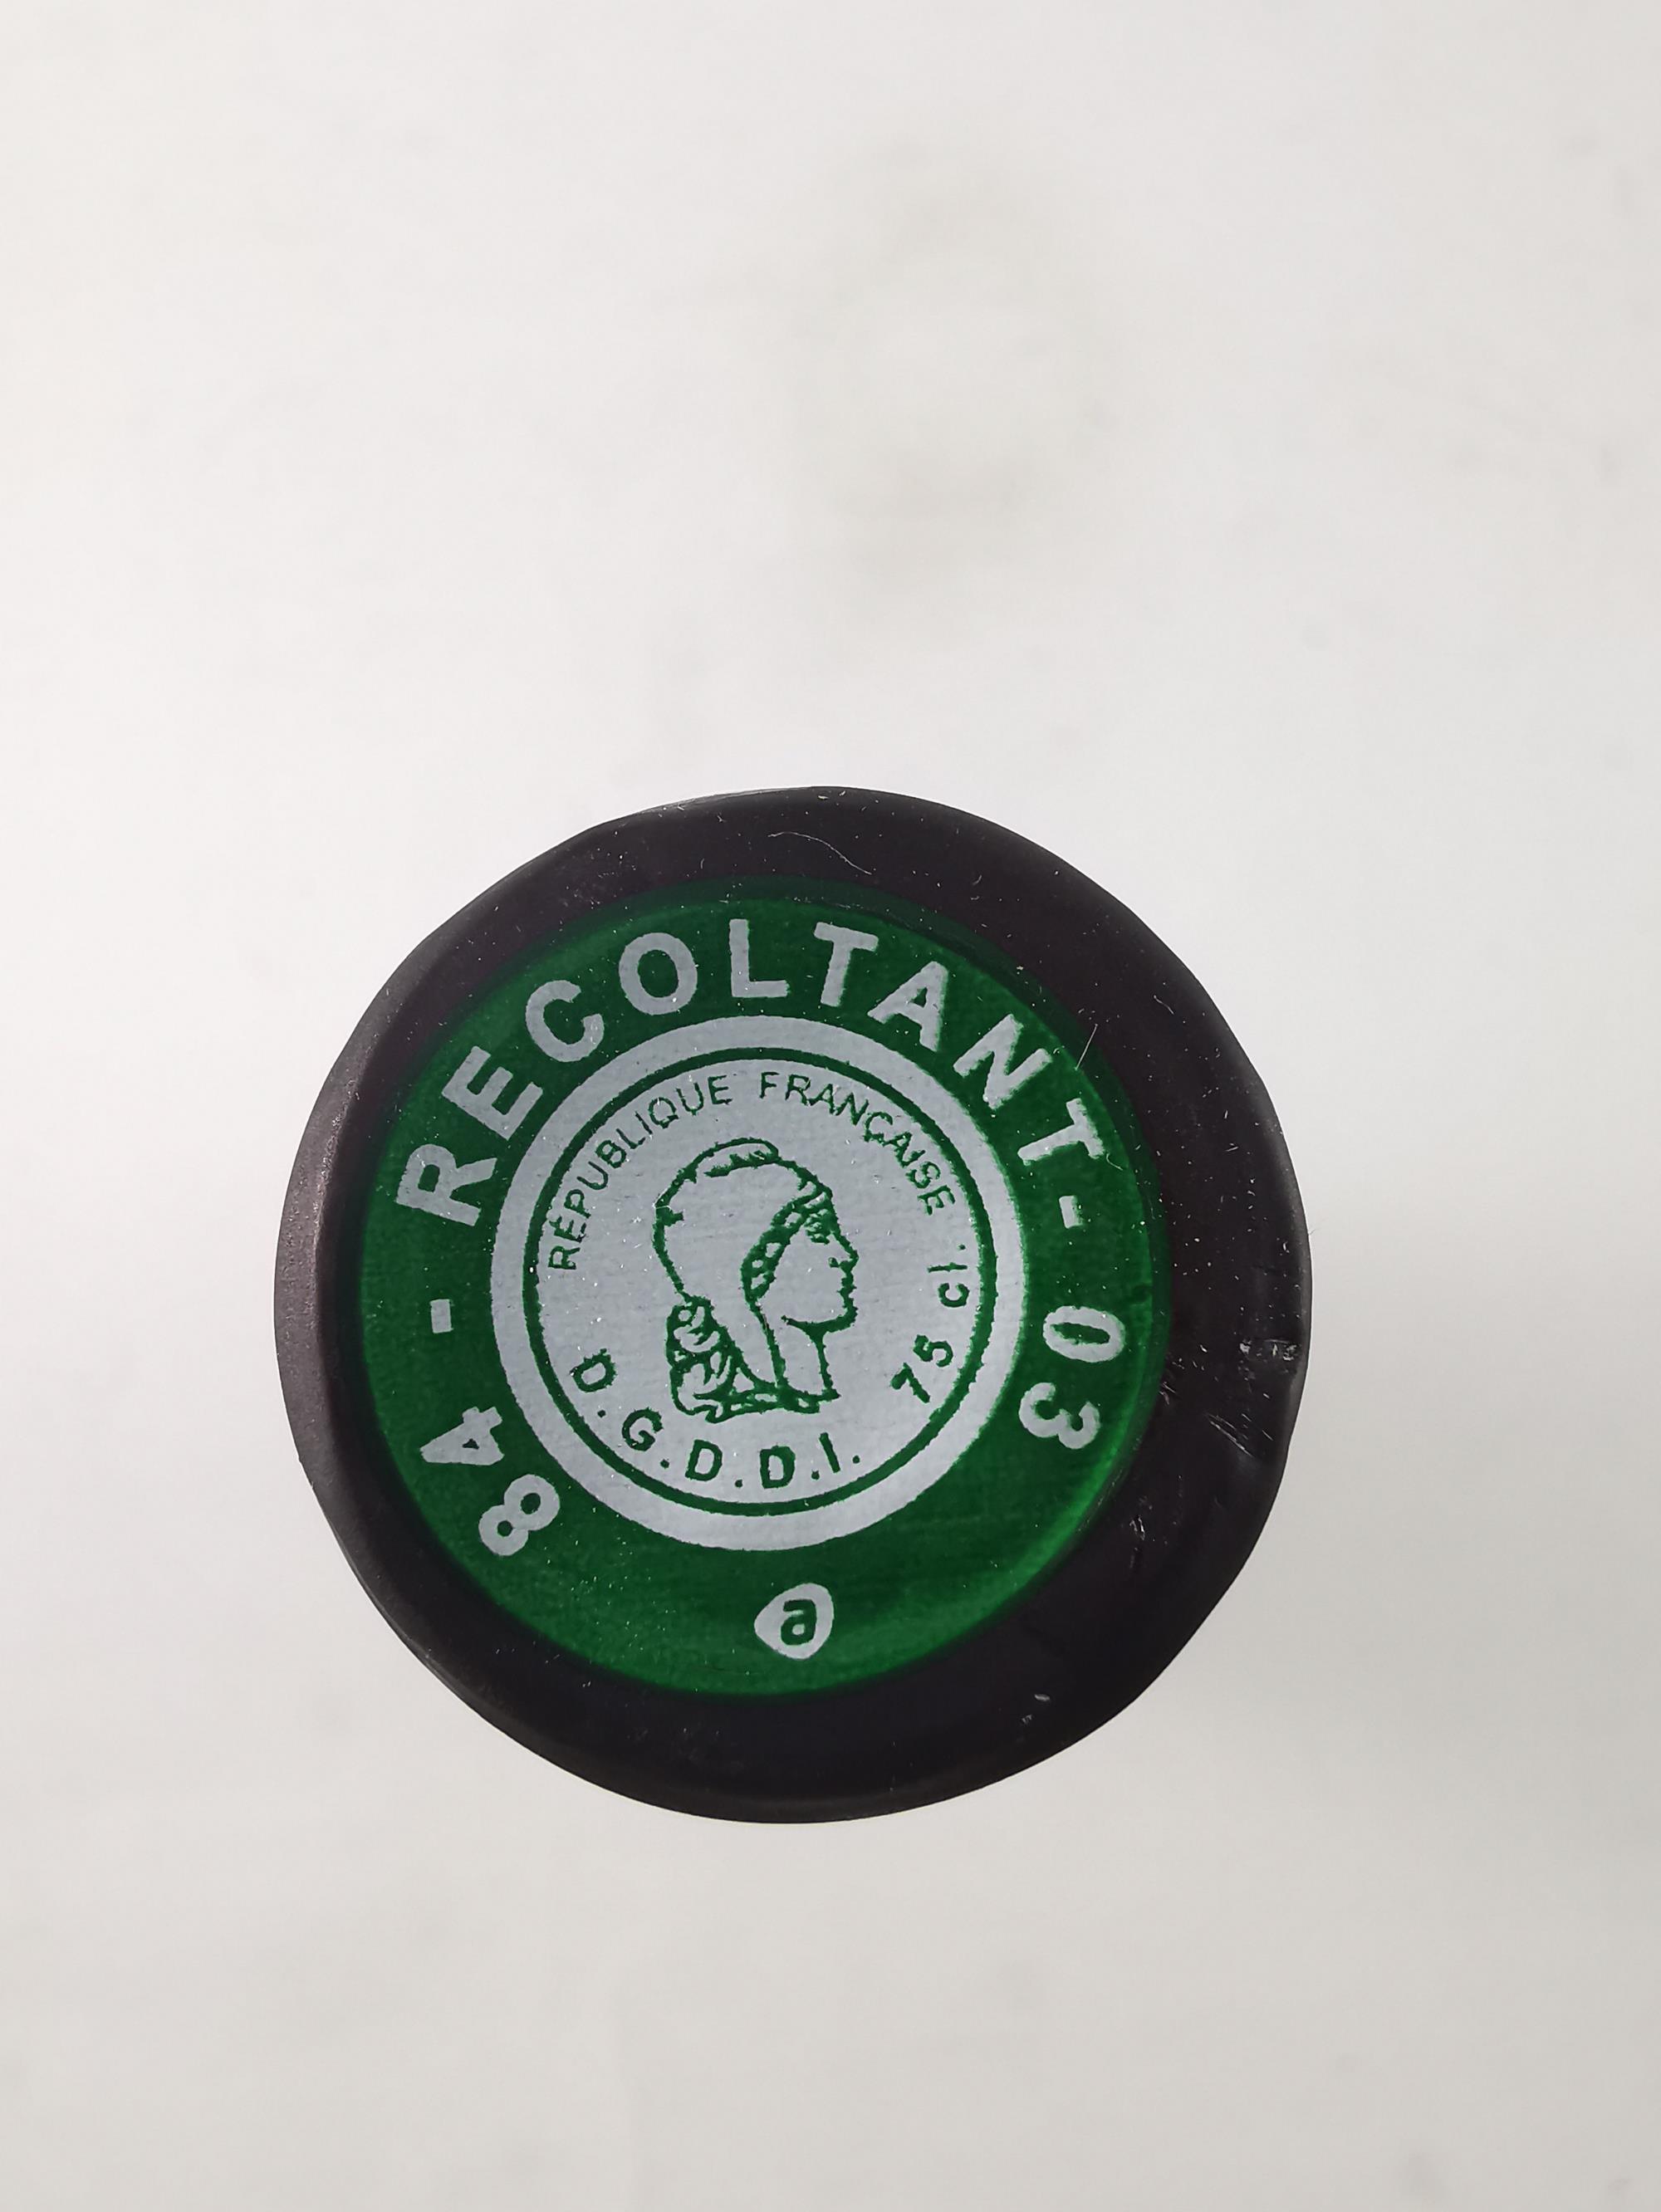 84 - RECOLTANT - 03
RÉPUBLIQUE FRANÇAISE
75 cl.
D.G.D.D.I.
a